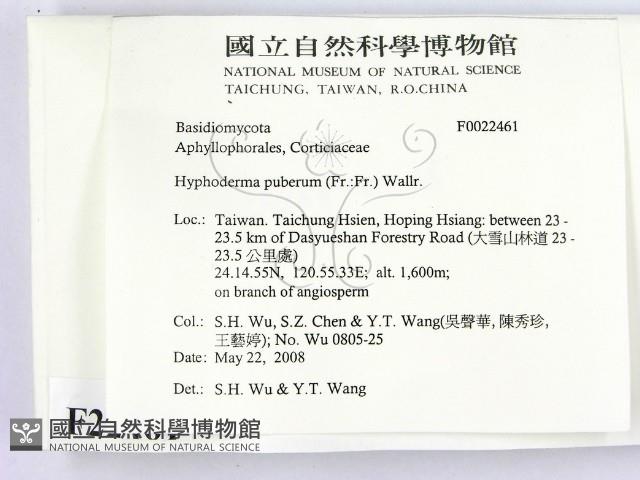 國立自然科學博物館
NATIONAL MUSEUM OF NATURAL SCIENCE
TAICHUNG, TAIWAN, R.O.CHINA
Basidiomycota F0022461
Aphyllophorales, Corticiaceae
Hyphoderma puberum (Fr.:Fr.) Wallr.
Loc.: Taiwan. Taichung Hsien, Hoping Hsiang: between 23 -
23.5 km of Dasyueshan Forestry Road (大雪山林道 23 -
23.5 公里處)
24.14.55N, 120.55.33E; alt. 1,600m;
on branch of angiosperm
Col.: S.H. Wu, S.Z. Chen & Y.T. Wang(吳聲華, 陳秀珍,
王藝婷); No. Wu 0805-25
Date: May 22, 2008
Det.: S.H. Wu & Y.T. Wang
國立自然科學博物館
NATIONAL MUSEUM OF NATURAL SCIENCE